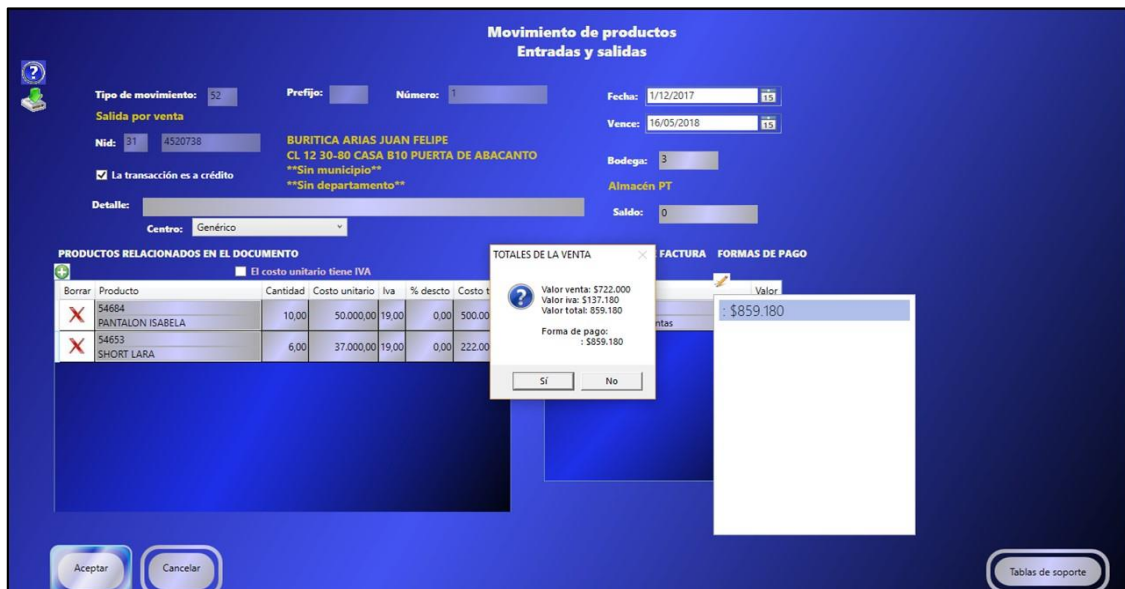 Movimiento de productos
Entradas y salidas
?
Tipo de movimiento: 52 Prefijo: Número: 1 Fecha: 1/12/2017 15
Salida por venta
Vence: 16/05/2018 15
Nid: 31 4520738 BURITICA ARIAS JUAN FELIPE
CL 12 30-80 CASA B10 PUERTA DE ABACANTO
Bodega: 3
**Sin municipio**
La transacción es a crédito
**Sin departamento**
Almacén PT
Detalle:
Saldo: 0
Centro: Genérico
PRODUCTOS RELACIONADOS EN EL DOCUMENTO
FACTURA FORMAS DE PAGO
El costo unitario tiene IVA
Borrar Producto Cantidad Costo unitario Iva % descto Costo t
Valor
54684
PANTALON ISABELA 10,00 50.000,00 19,00 0,00 500.00
54653
SHORT LARA 6,00 37.000,00 19,00 0,00 222.00
ntas
: $859.180
TOTALES DE LA VENTA
?
Valor venta: $722.000
Valor iva: $137.180
Valor total: 859.180
Forma de pago:
: $859.180
Sí No
Aceptar Cancelar Tablas de soporte